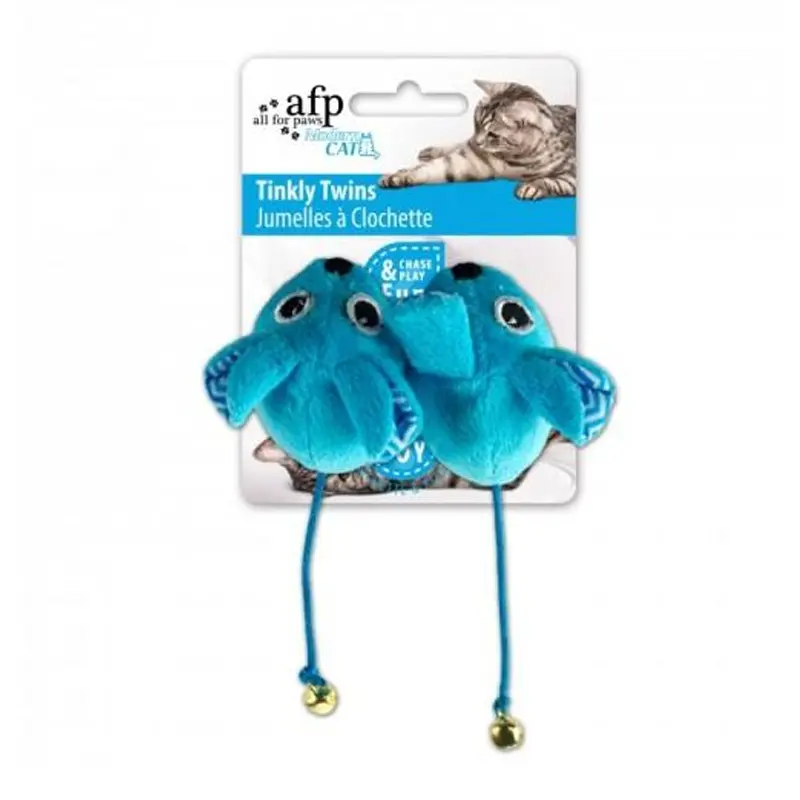 afp
all for paws
Modern
CAT
Tinkly Twins
Jumelles à Clochette
& CHASE
PLAY